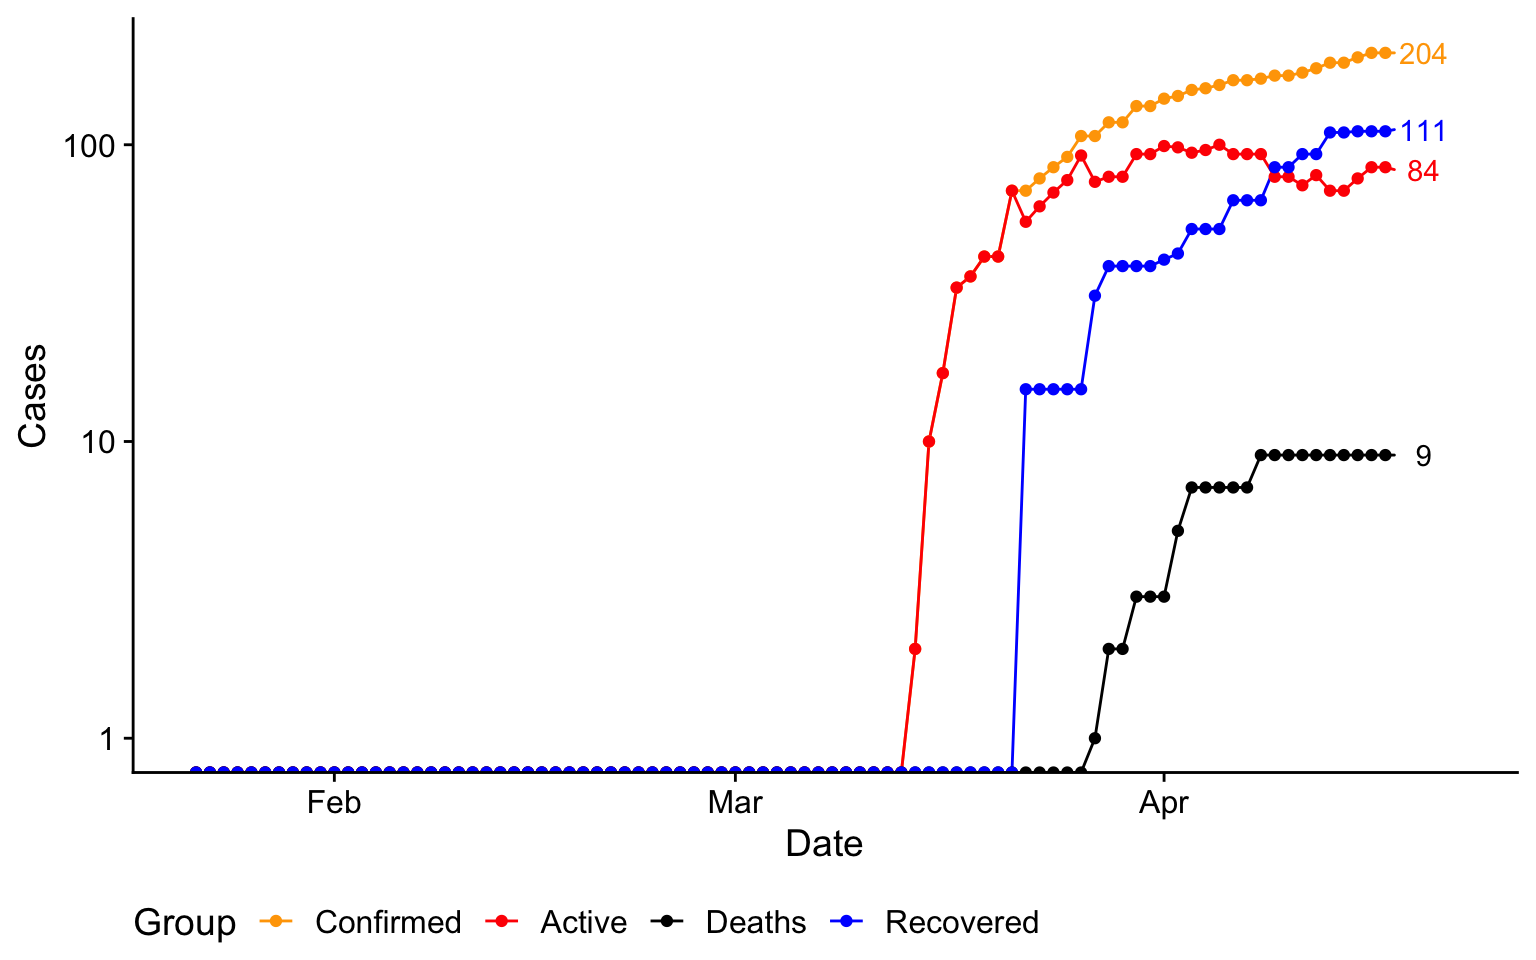 204
111
84
9
100
10
1
Cases
Feb Mar Apr
Date
Group Confirmed Active Deaths Recovered